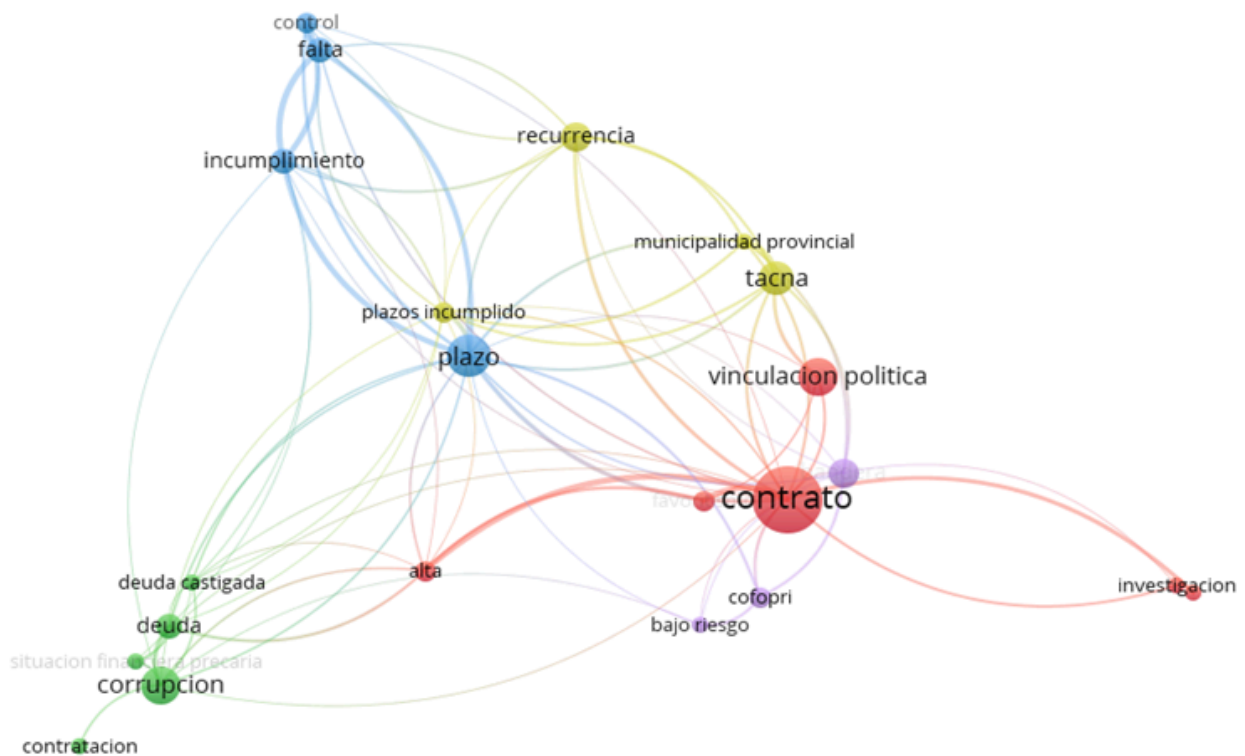 control
falta
recurrencia
incumplimiento
municipalidad provincial
tacna
plazos incumplido
plazo
vinculacion politica
contrato
alta
deuda castigada
investigacion
cofopri
bajo riesgo
deuda
situacion financiera precaria
corrupcion
contratacion